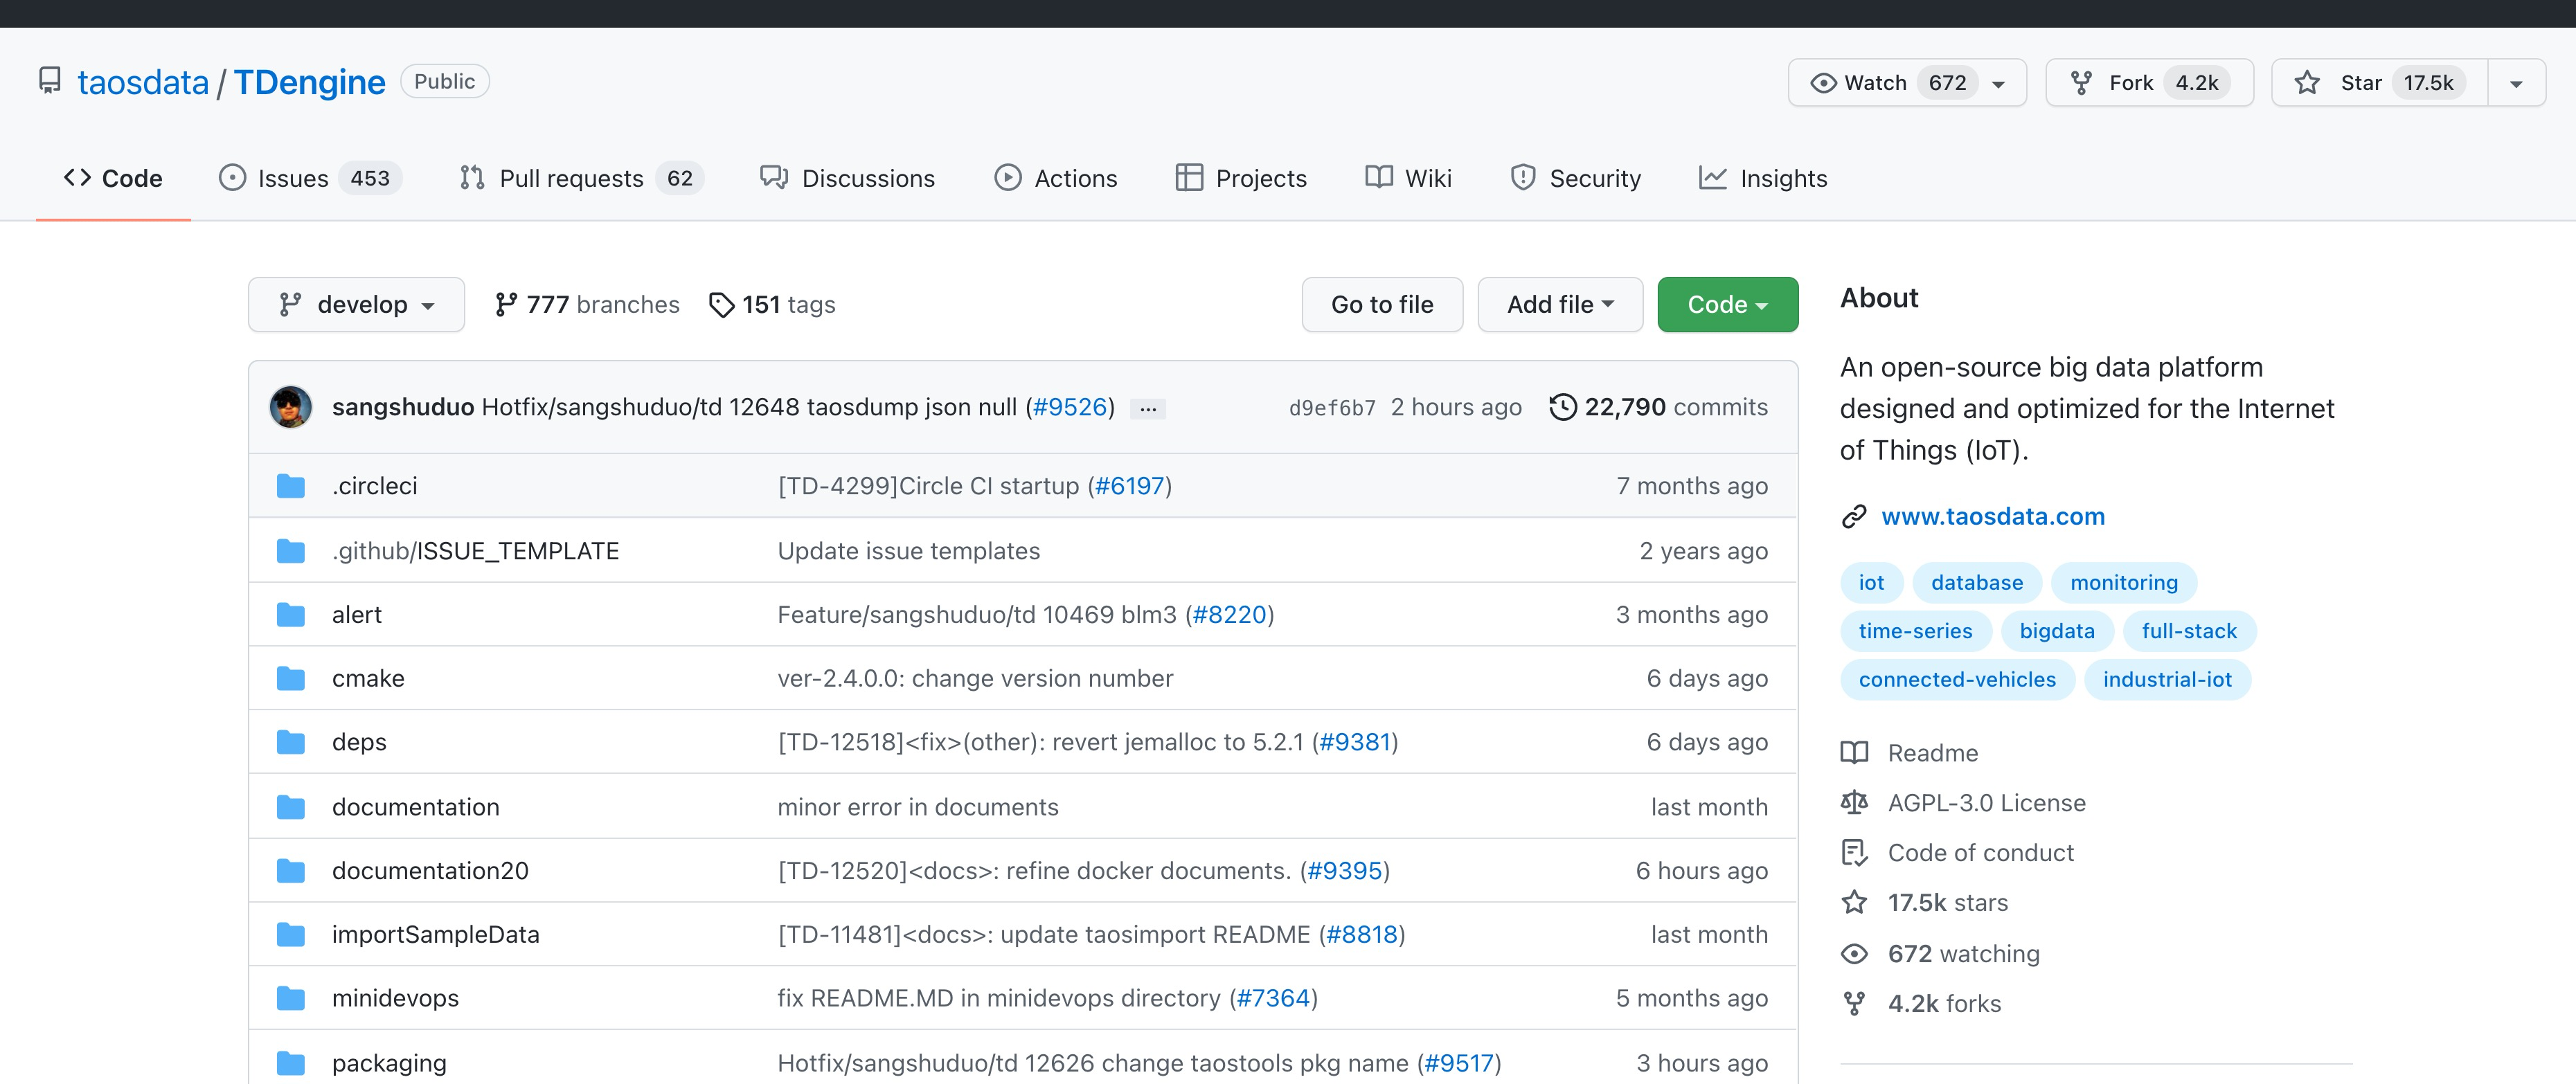 taosdata / TDengine Public
Watch 672 Fork 4.2k Star 17.5k
Code Issues 453 Pull requests 62 Discussions Actions Projects Wiki Security Insights
develop 777 branches 151 tags Go to file Add file Code
sangshuduo Hotfix/sangshuduo/td 12648 taosdump json null (#9526) ... d9ef6b7 2 hours ago 22,790 commits
.circleci [TD-4299]Circle CI startup (#6197) 7 months ago
.github/ISSUE_TEMPLATE Update issue templates 2 years ago
alert Feature/sangshuduo/td 10469 blm3 (#8220) 3 months ago
cmake ver-2.4.0.0: change version number 6 days ago
deps [TD-12518]<fix>(other): revert jemalloc to 5.2.1 (#9381) 6 days ago
documentation minor error in documents last month
documentation20 [TD-12520]<docs>: refine docker documents. (#9395) 6 hours ago
importSampleData [TD-11481]<docs>: update taosimport README (#8818) last month
minidevops fix README.MD in minidevops directory (#7364) 5 months ago
packaging Hotfix/sangshuduo/td 12626 change taostools pkg name (#9517) 3 hours ago
About
An open-source big data platform
designed and optimized for the Internet
of Things (IoT).
www.taosdata.com
iot database monitoring
time-series bigdata full-stack
connected-vehicles industrial-iot
Readme
AGPL-3.0 License
Code of conduct
17.5k stars
672 watching
4.2k forks